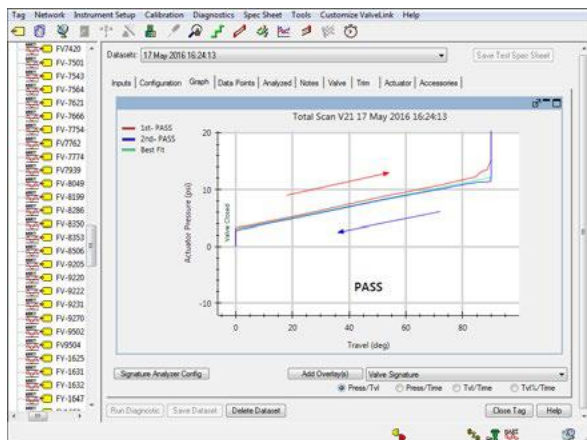 Tag Network Instrument Setup Calibration Diagnostics Spec Sheet Tests Tools Customize ValveLink Help
FV7420
FV-7501
FV-7543
FV-7564
FV-7621
FV-7666
FV-7754
FV7762
FV-7774
FV7939
FV-8049
FV-8199
FV-8286
FV-8350
FV-8353
FV-8506
FV-9205
FV-9220
FV-9222
FV-9231
FV-9270
FV-9502
FV9504
FV-1625
FV-1631
FV-1632
FV-1647
Datasets: 17 May 2016 16:24:13
Save Test Spec Sheet
Inputs Configuration Graph Data Points Analyzed Notes Valve Trim Actuator Accessories
Total Scan V21 17 May 2016 16:24:13
1st- PASS
2nd- PASS
Best Fit
Actuator Pressure (psi)
20
10
0
-10
Valve Closed
PASS
0 20 40 60 80
Travel (deg)
Signature Analyzer Config
Add Overlay(s)
Valve Signature
Press/Tvl Press/Time Tvl/Time Tvl%/Time
Run Diagnostic Save Dataset Delete Dataset Close Tag Help